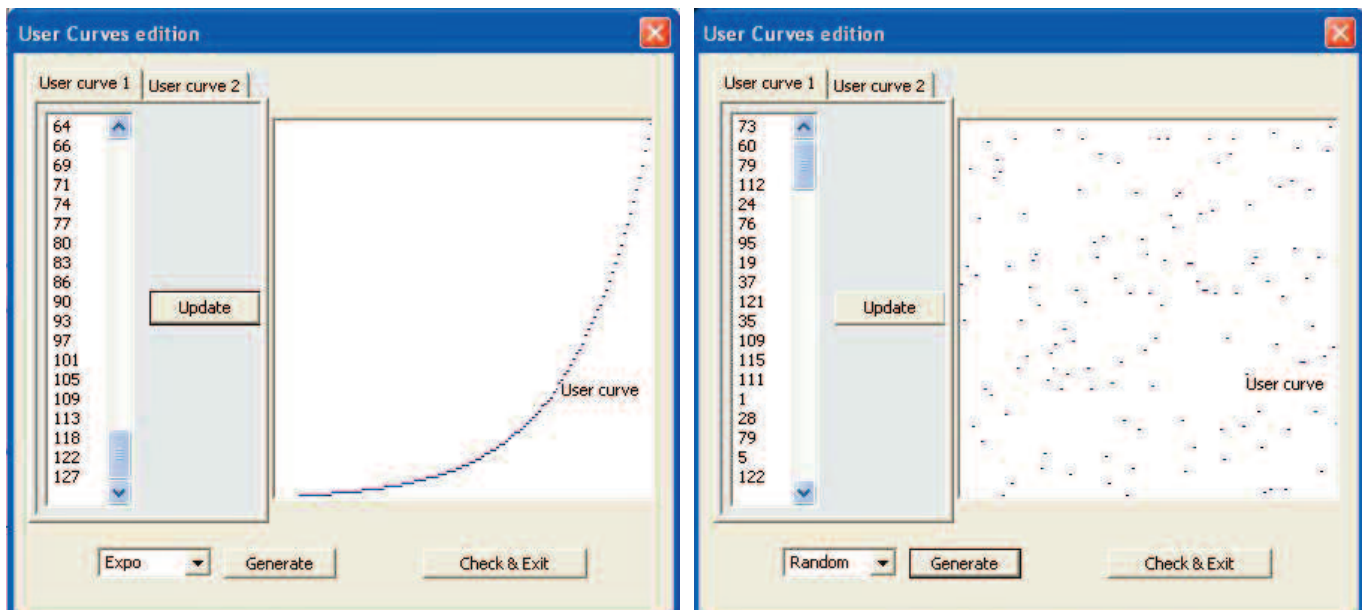 User Curves edition
User curve 1
User curve 2
64
66
69
71
74
77
80
83
86
90
93
97
101
105
109
113
118
122
127
Update
User curve
Expo
Generate
Check & Exit
User Curves edition
User curve 1
User curve 2
73
60
79
112
24
76
95
19
37
121
35
109
115
111
1
28
79
5
122
Update
User curve
Random
Generate
Check & Exit